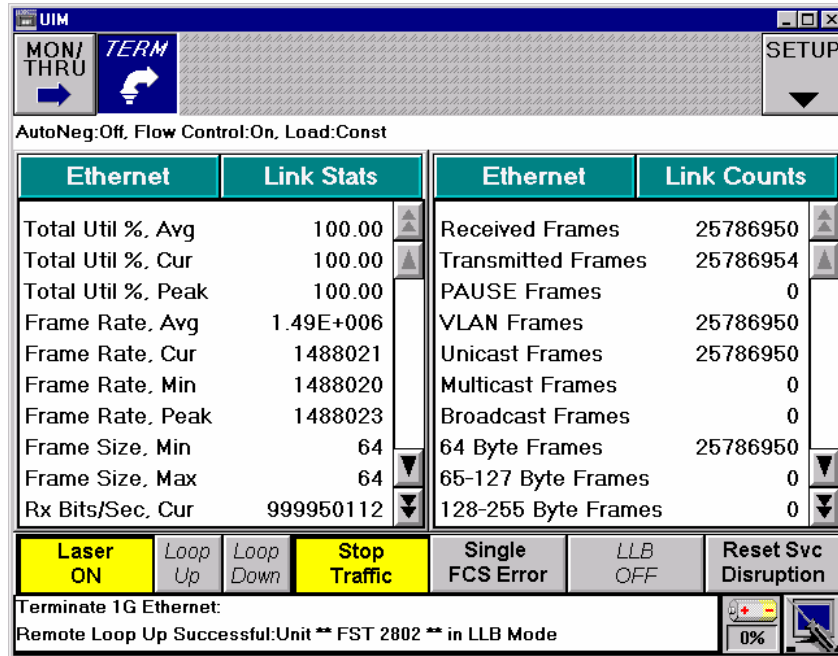 UIM
MON/
THRU
TERM
SETUP
AutoNeg:Off, Flow Control:On, Load:Const
Ethernet Link Stats
Total Util %, Avg 100.00
Total Util %, Cur 100.00
Total Util %, Peak 100.00
Frame Rate, Avg 1.49E+006
Frame Rate, Cur 1488021
Frame Rate, Min 1488020
Frame Rate, Peak 1488023
Frame Size, Min 64
Frame Size, Max 64
Rx Bits/Sec, Cur 999950112
Ethernet Link Counts
Received Frames 25786950
Transmitted Frames 25786954
PAUSE Frames 0
VLAN Frames 25786950
Unicast Frames 25786950
Multicast Frames 0
Broadcast Frames 0
64 Byte Frames 25786950
65-127 Byte Frames 0
128-255 Byte Frames 0
Laser
ON
Loop
Up
Loop
Down
Stop
Traffic
Single
FCS Error
LLB
OFF
Reset Svc
Disruption
Terminate 1G Ethernet:
Remote Loop Up Successful:Unit ** FST 2802 ** in LLB Mode
0%